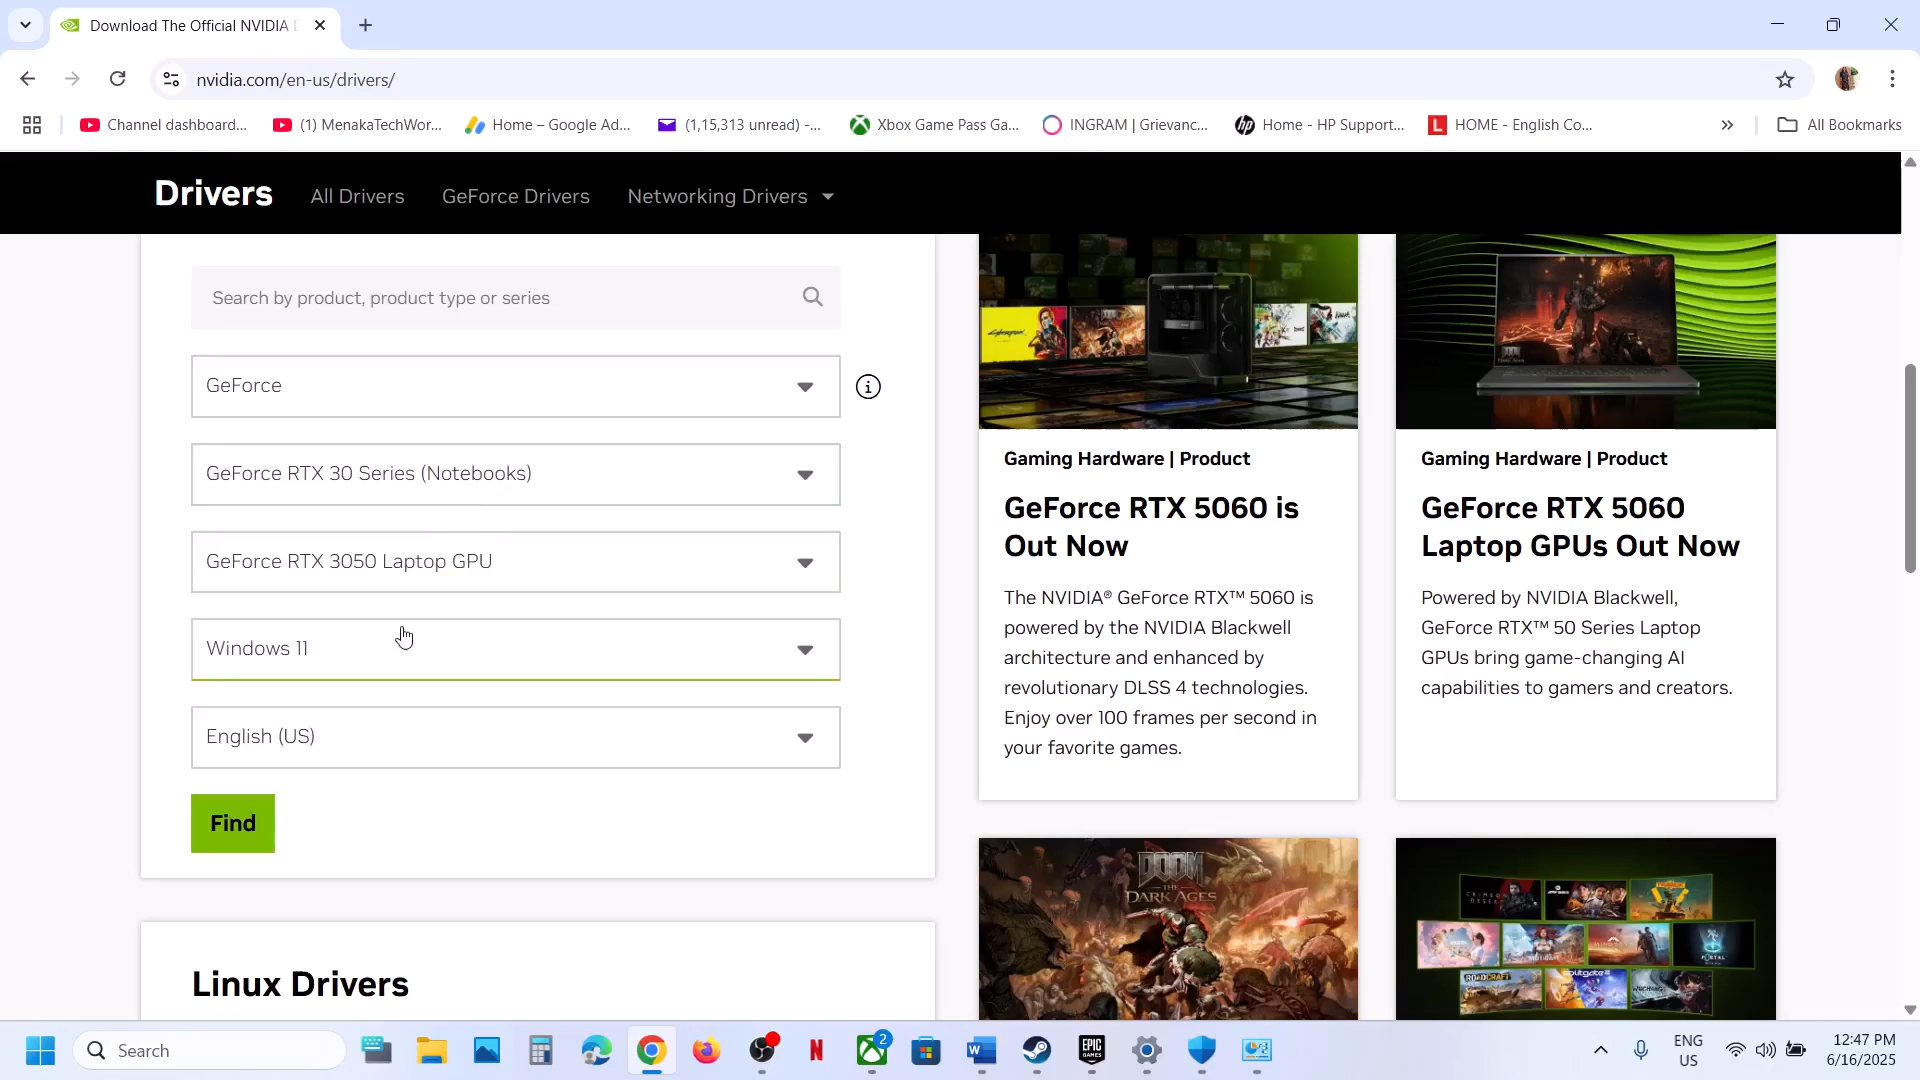 Download The Official NVIDIA D
nvidia.com/en-us/drivers/
Channel dashboard...
(1) MenakaTechWor...
Home – Google Ad...
(1,15,313 unread) -...
Xbox Game Pass Ga...
INGRAM | Grievanc...
Home - HP Support...
HOME - English Co...
All Bookmarks
Drivers
All Drivers
GeForce Drivers
Networking Drivers
Search by product, product type or series
GeForce
GeForce RTX 30 Series (Notebooks)
GeForce RTX 3050 Laptop GPU
Windows 11
English (US)
Find
Linux Drivers
Gaming Hardware | Product
GeForce RTX 5060 is
Out Now
The NVIDIA® GeForce RTX™ 5060 is
powered by the NVIDIA Blackwell
architecture and enhanced by
revolutionary DLSS 4 technologies.
Enjoy over 100 frames per second in
your favorite games.
Gaming Hardware | Product
GeForce RTX 5060
Laptop GPUs Out Now
Powered by NVIDIA Blackwell,
GeForce RTX™ 50 Series Laptop
GPUs bring game-changing AI
capabilities to gamers and creators.
DOOM
THE
DARK AGES
Search
2
EPIC
GAMES
ENG
US
12:47 PM
6/16/2025